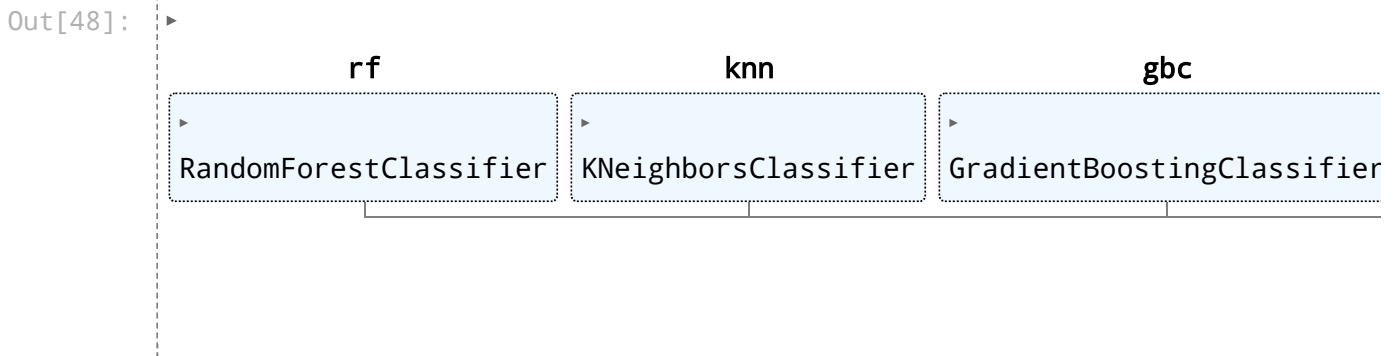 Out[48]:
rf knn gbc
RandomForestClassifier KNeighborsClassifier GradientBoostingClassifier